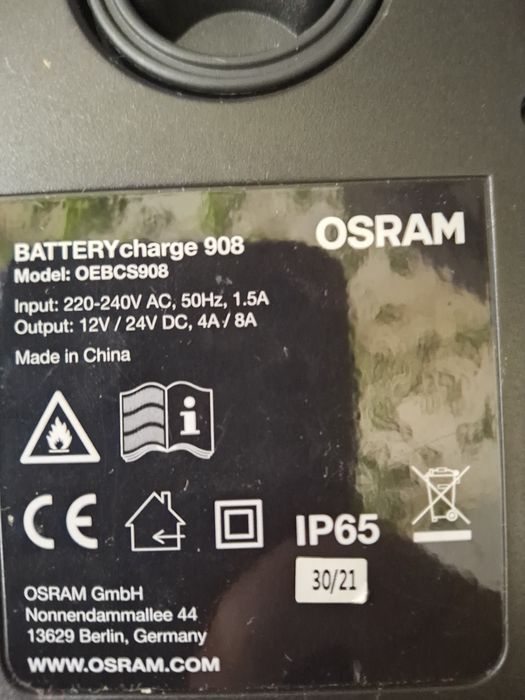 OSRAM
BATTERYcharge 908
Model: OEBCS908
Input: 220-240V AC, 50Hz, 1.5A
Output: 12V / 24V DC, 4A / 8A
Made in China
i
CE
IP65
30/21
OSRAM GmbH
Nonnendammallee 44
13629 Berlin, Germany
WWW.OSRAM.COM